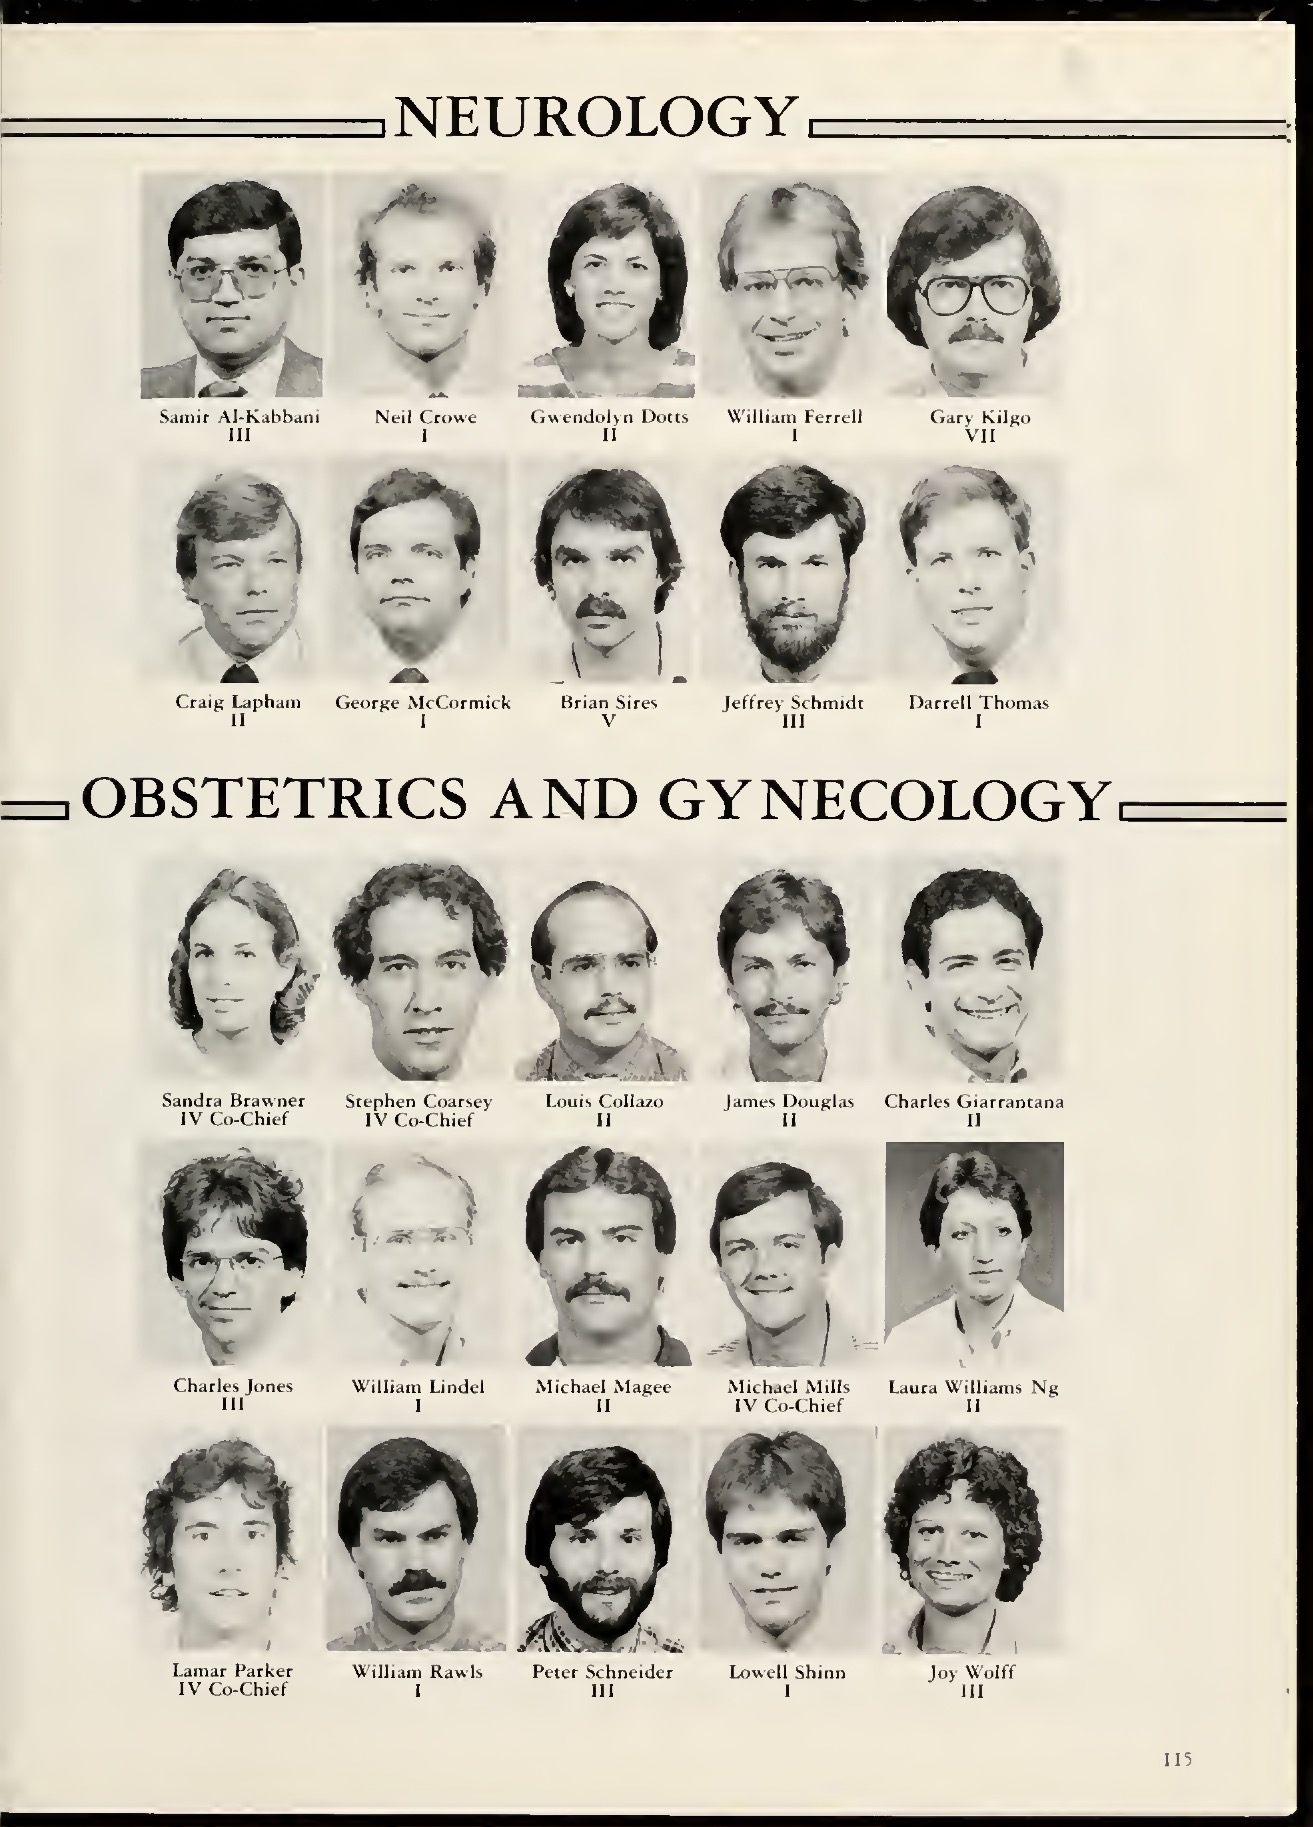 NEUROLOGY
Samir Al-Kabbani Neil Crowe Gwendolyn Dotts William Ferrell Gary Kilgo
III I II I VII
Craig Lapham George McCormick Brian Sires Jeffrey Schmidt Darrell Thomas
II I V III I
OBSTETRICS AND GYNECOLOGY
Sandra Brawner Stephen Coarsey Louis Collazo James Douglas Charles Giarrantana
IV Co-Chief IV Co-Chief II II II
Charles Jones William Lindel Michael Magee Michael Mills Laura Williams Ng
III I II IV Co-Chief II
Lamar Parker William Rawls Peter Schneider Lowell Shinn Joy Wolff
IV Co-Chief I III I III
115